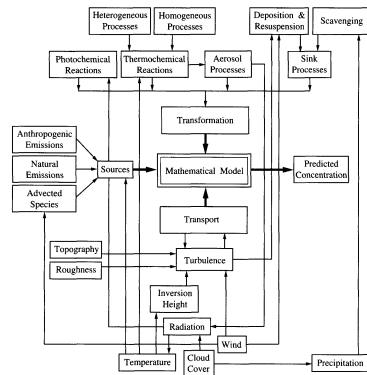 Heterogeneous
Processes
Homogeneous
Processes
Deposition &
Resuspension
Scavenging
Photochemical
Reactions
Thermochemical
Reactions
Aerosol
Processes
Sink
Processes
Transformation
Anthropogenic
Emissions
Natural
Emissions
Advected
Species
Sources
Mathematical Model
Predicted
Concentration
Transport
Topography
Roughness
Turbulence
Inversion
Height
Radiation
Wind
Temperature
Cloud
Cover
Precipitation